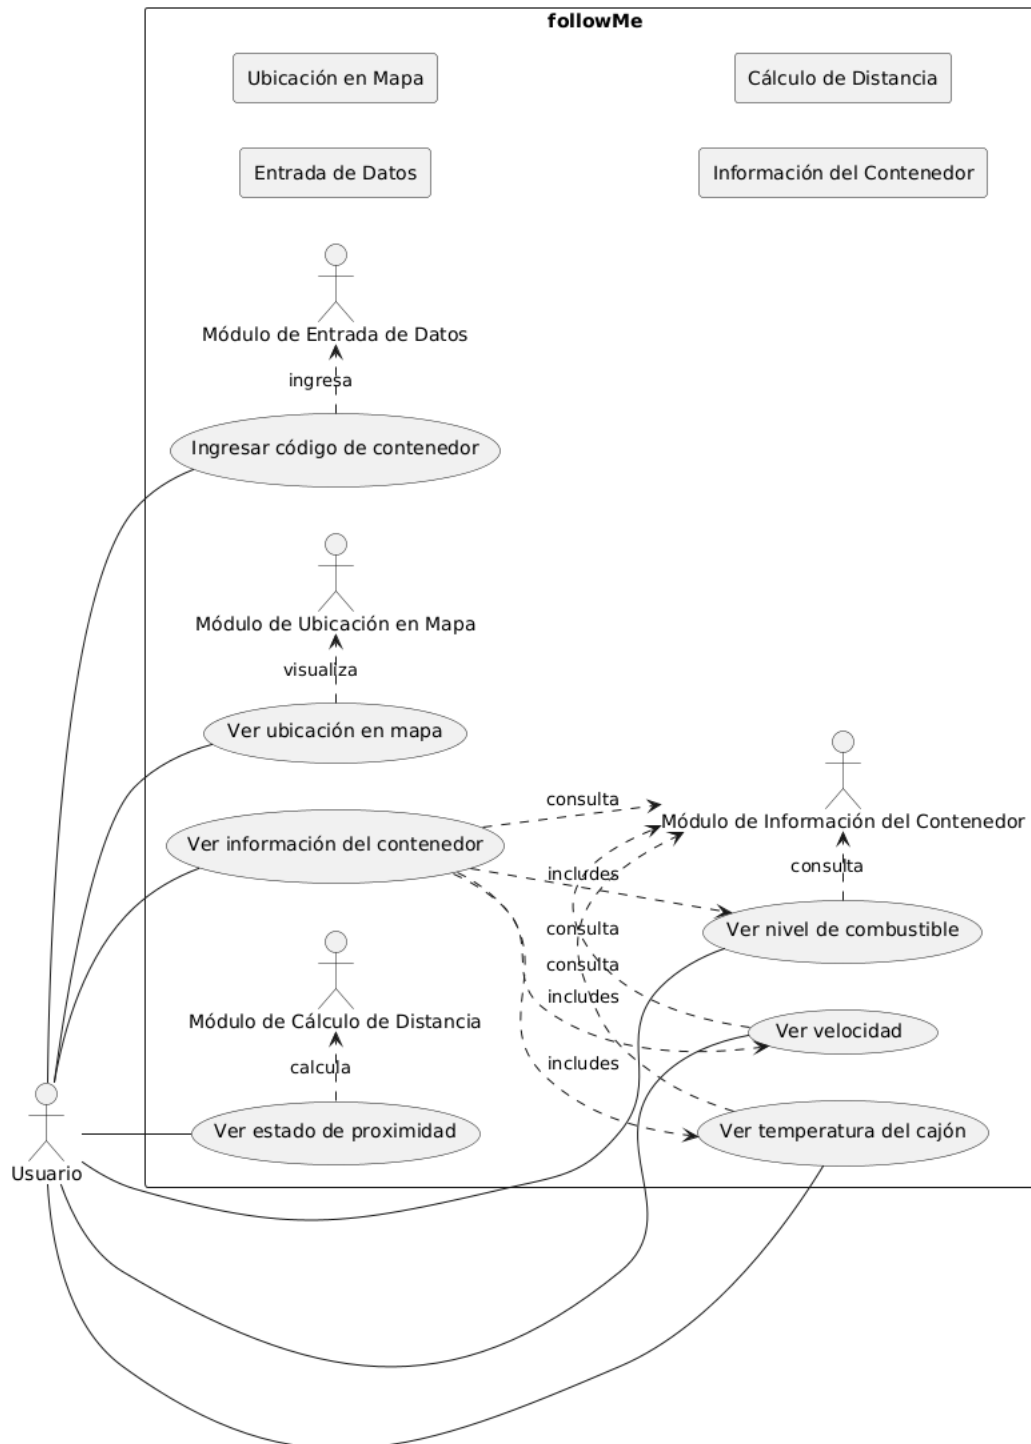 followMe
Ubicación en Mapa
Cálculo de Distancia
Entrada de Datos
Información del Contenedor
Módulo de Entrada de Datos
ingresa
Ingresar código de contenedor
Módulo de Ubicación en Mapa
visualiza
Ver ubicación en mapa
consulta
Módulo de Información del Contenedor
Ver información del contenedor
consulta
includes
Ver nivel de combustible
consulta
consulta
includes
Módulo de Cálculo de Distancia
Ver velocidad
calcula
includes
Ver estado de proximidad
Ver temperatura del cajón
Usuario